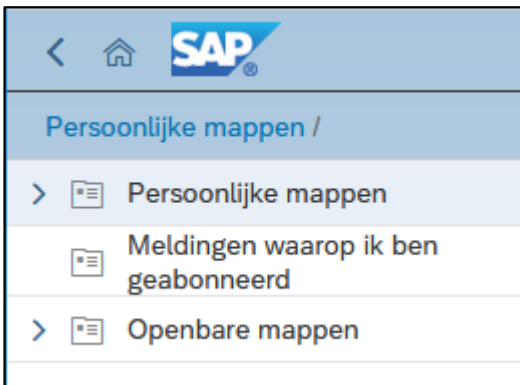 SAP®
Persoonlijke mappen /
Persoonlijke mappen
Meldingen waarop ik ben
geabonneerd
Openbare mappen